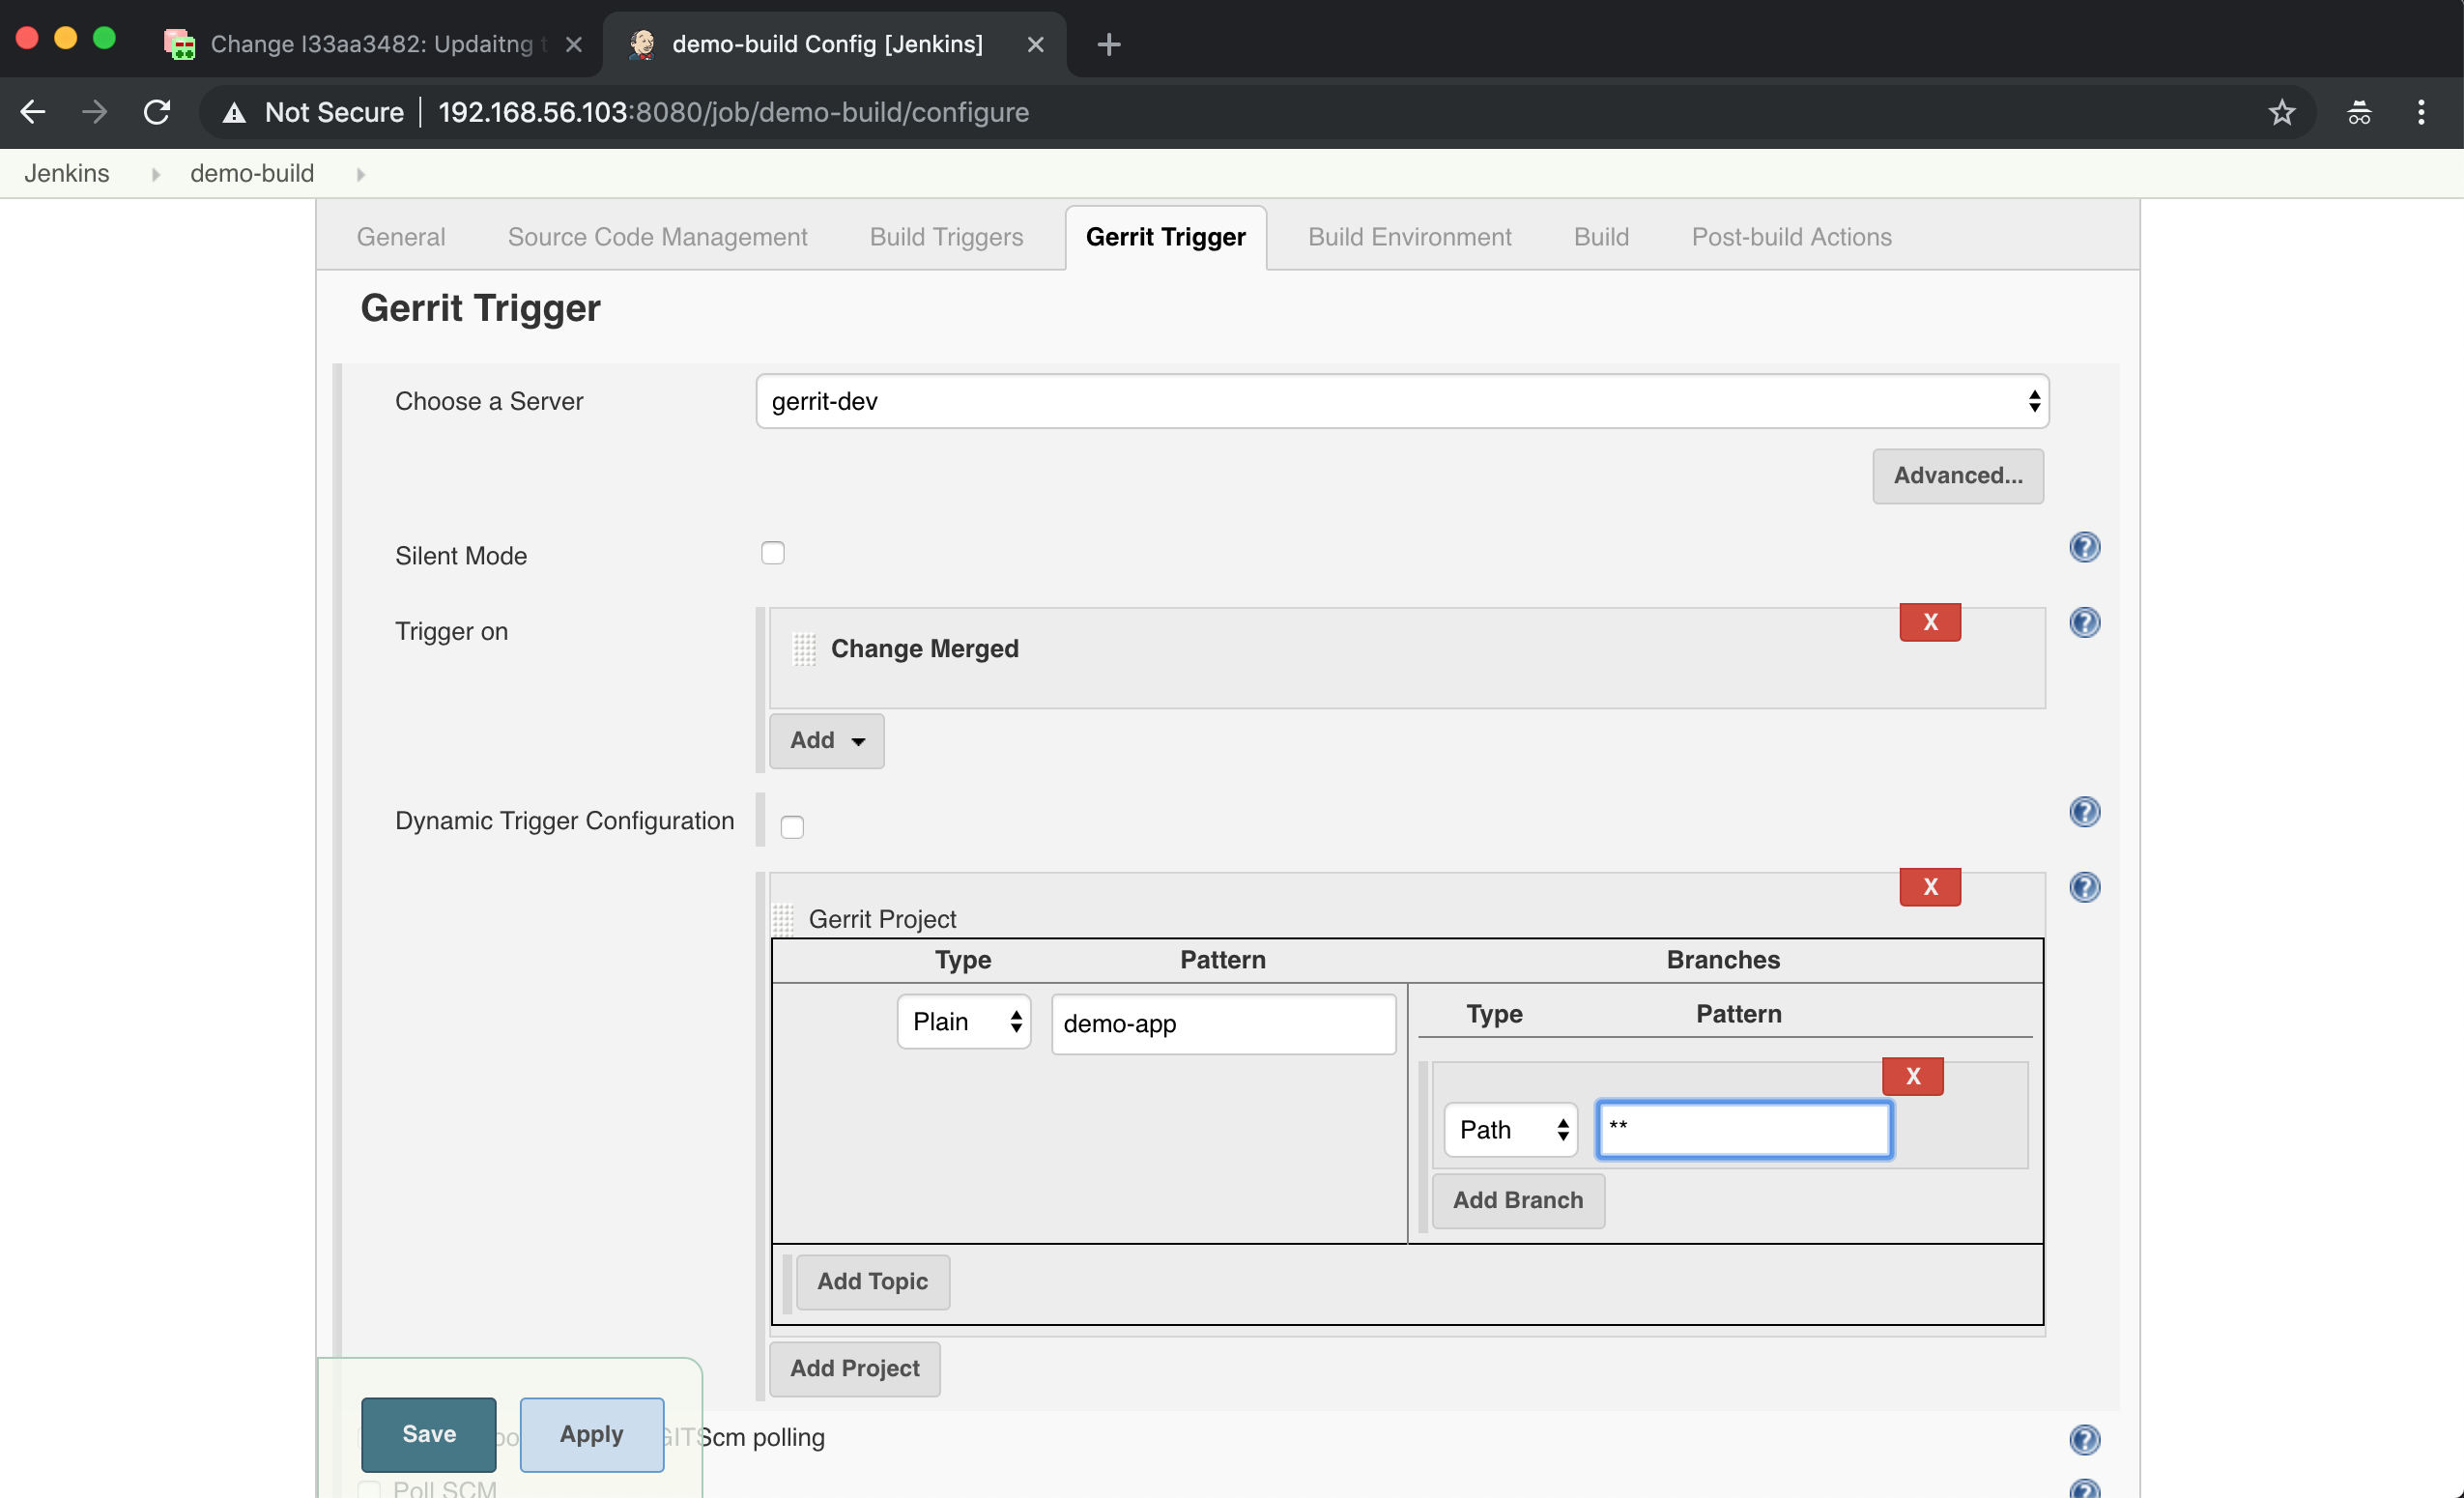 Change I33aa3482: Updaitng t
demo-build Config [Jenkins]
Not Secure 192.168.56.103:8080/job/demo-build/configure
Jenkins demo-build
General Source Code Management Build Triggers Gerrit Trigger Build Environment Build Post-build Actions
Gerrit Trigger
Choose a Server gerrit-dev
Advanced...
Silent Mode
Trigger on
X
Change Merged
Add
Dynamic Trigger Configuration
X
Gerrit Project
Type Pattern Branches
Plain demo-app
Type Pattern
X
Path **
Add Branch
Add Topic
Add Project
Save Apply GITScm polling
Poll SCM